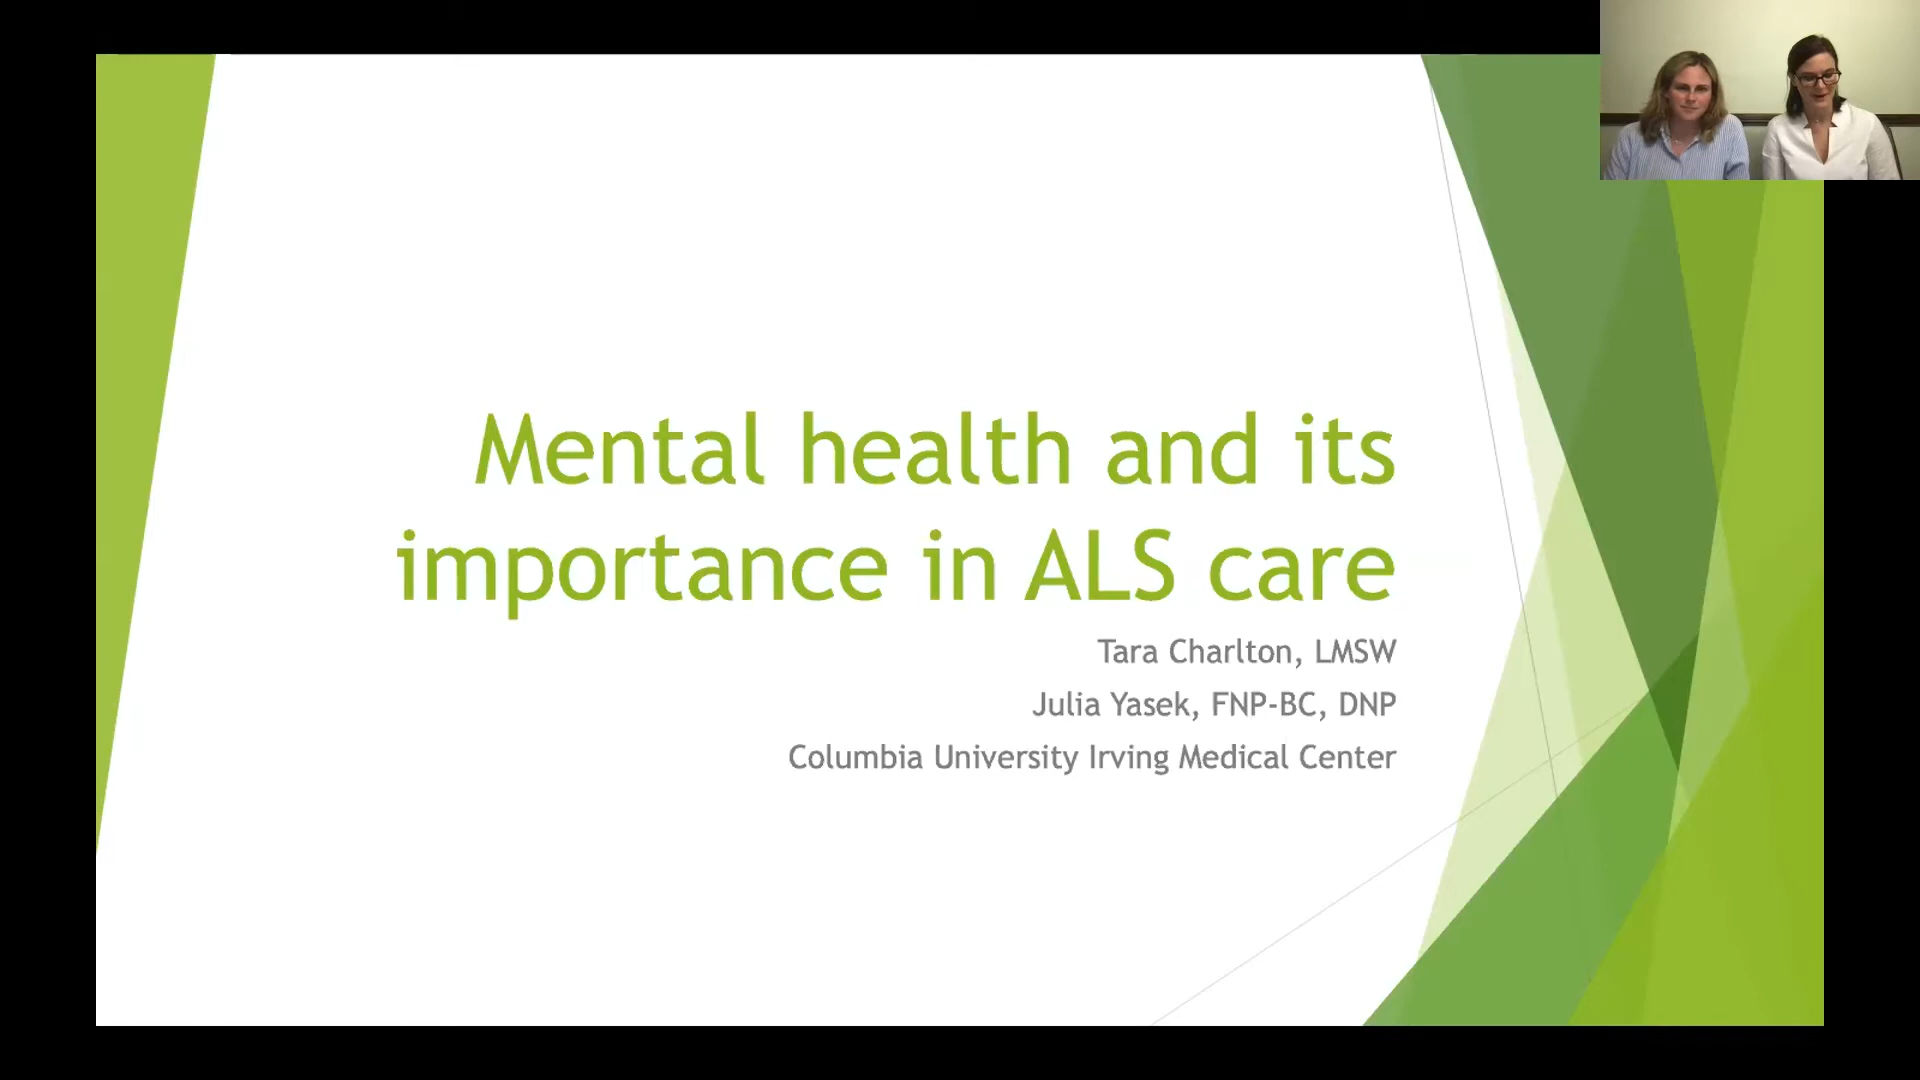 Mental health and its
importance in ALS care
Tara Charlton, LMSW
Julia Yasek, FNP-BC, DNP
Columbia University Irving Medical Center